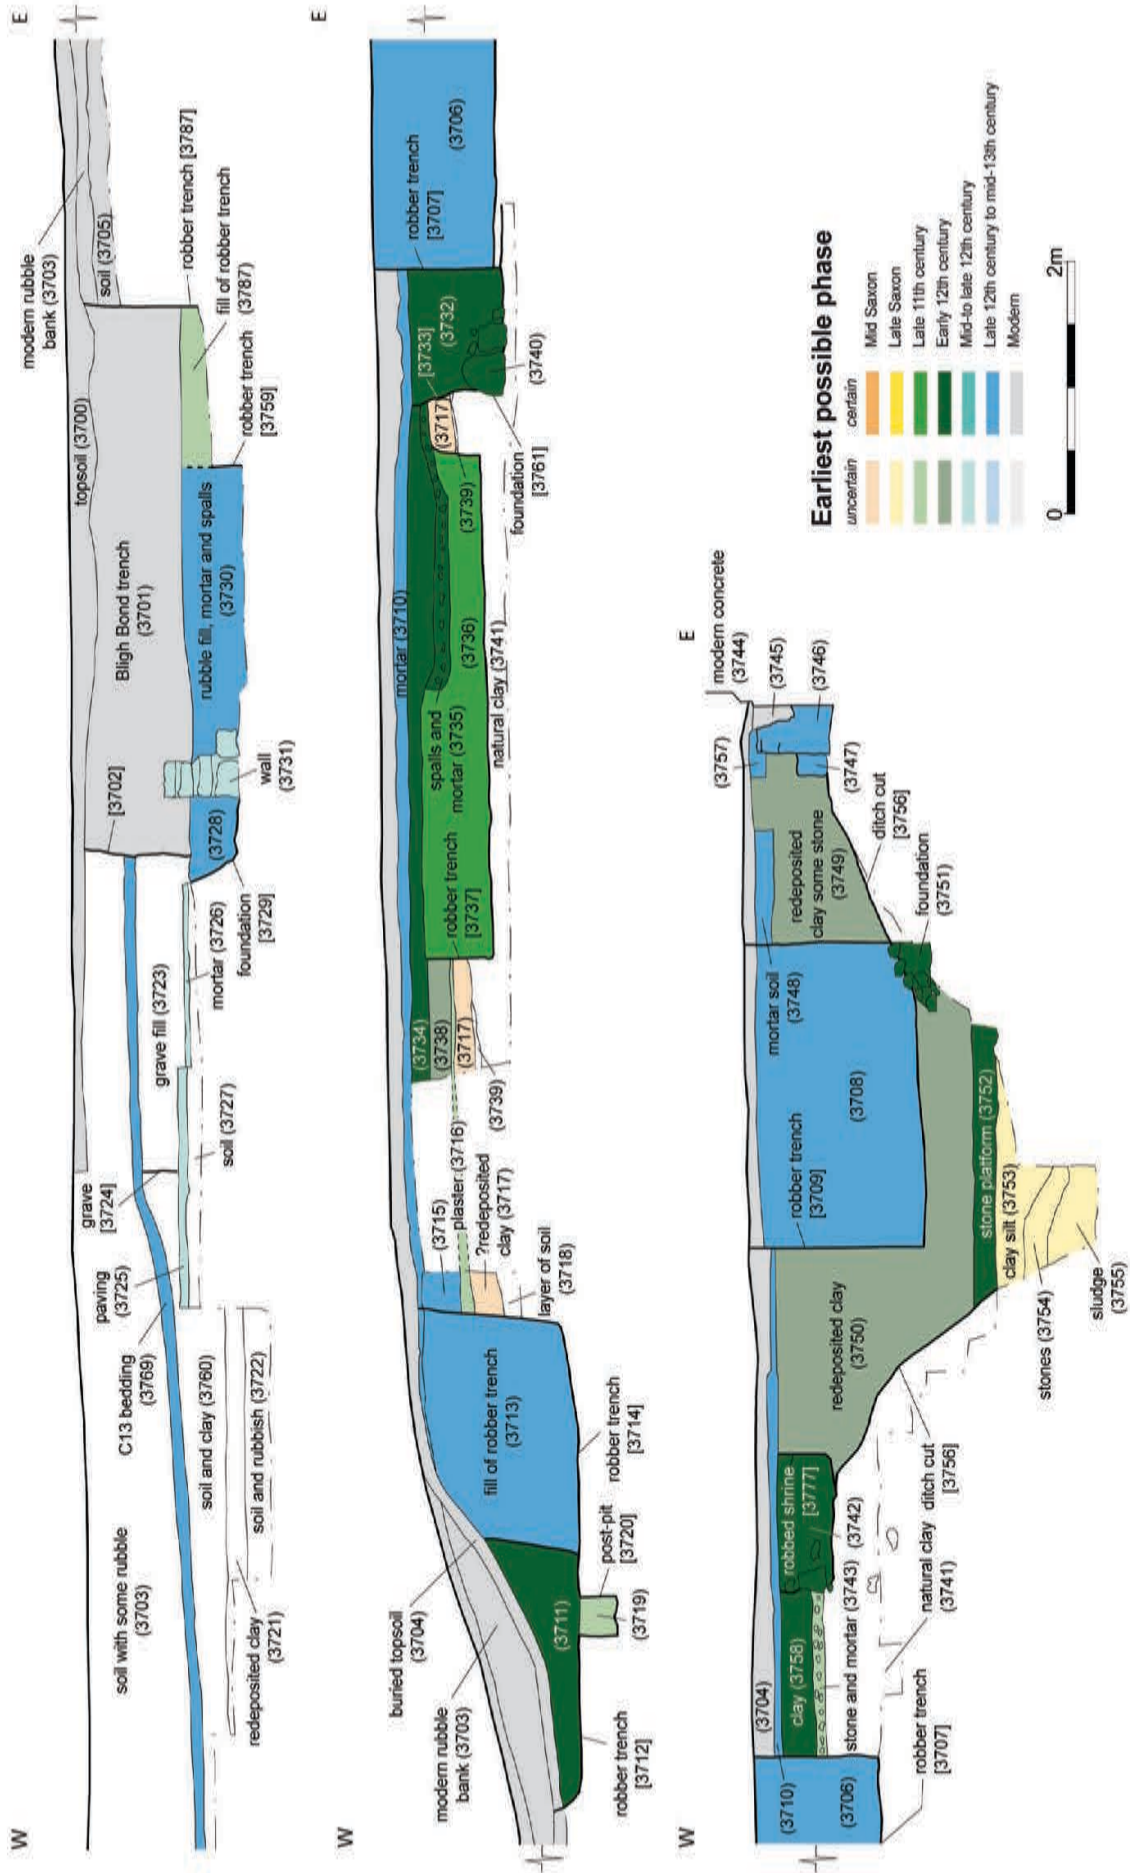 W
E
modern rubble
bank (3703)
topsoil (3700)
soil (3705)
robber trench [3787]
fill of robber trench
(3787)
robber trench
[3759]
Bligh Bond trench
(3701)
rubble fill, mortar and spalls
(3730)
[3702]
wall
(3731)
(3728)
foundation
[3729]
mortar (3726)
grave fill (3723)
soil (3727)
grave
[3724]
paving
(3725)
C13 bedding
(3769)
soil with some rubble
(3703)
soil and clay (3760)
soil and rubbish (3722)
redeposited clay
(3721)
W
E
robber trench
[3707]
(3706)
[3733]
(3732)
(3740)
(3717)
foundation
[3761]
(3739)
mortar (3710)
spalls and
mortar (3735)
(3736)
natural clay (3741)
robber trench
[3737]
(3734)
(3738)
(3717)
(3739)
(3715)
plaster (3716)
?redeposited
clay (3717)
layer of soil
(3718)
fill of robber trench
(3713)
robber trench
[3714]
post-pit
[3720]
(3719)
(3711)
buried topsoil
(3704)
modern rubble
bank (3703)
robber trench
[3712]
W
E
modern concrete
(3744)
(3745)
(3746)
(3757)
(3747)
redeposited
clay some stone
(3749)
ditch cut
[3756]
foundation
(3751)
mortar soil
(3748)
(3708)
robber trench
[3709]
stone platform (3752)
clay silt (3753)
stones (3754)
sludge
(3755)
redeposited clay
(3750)
ditch cut
[3756]
robbed shrine
[3777]
(3742)
natural clay
(3741)
clay (3758)
stone and mortar (3743)
(3704)
(3710)
(3706)
robber trench
[3707]
Earliest possible phase
uncertain certain
Mid Saxon
Late Saxon
Late 11th century
Early 12th century
Mid-to late 12th century
Late 12th century to mid-13th century
Modern
0 2m